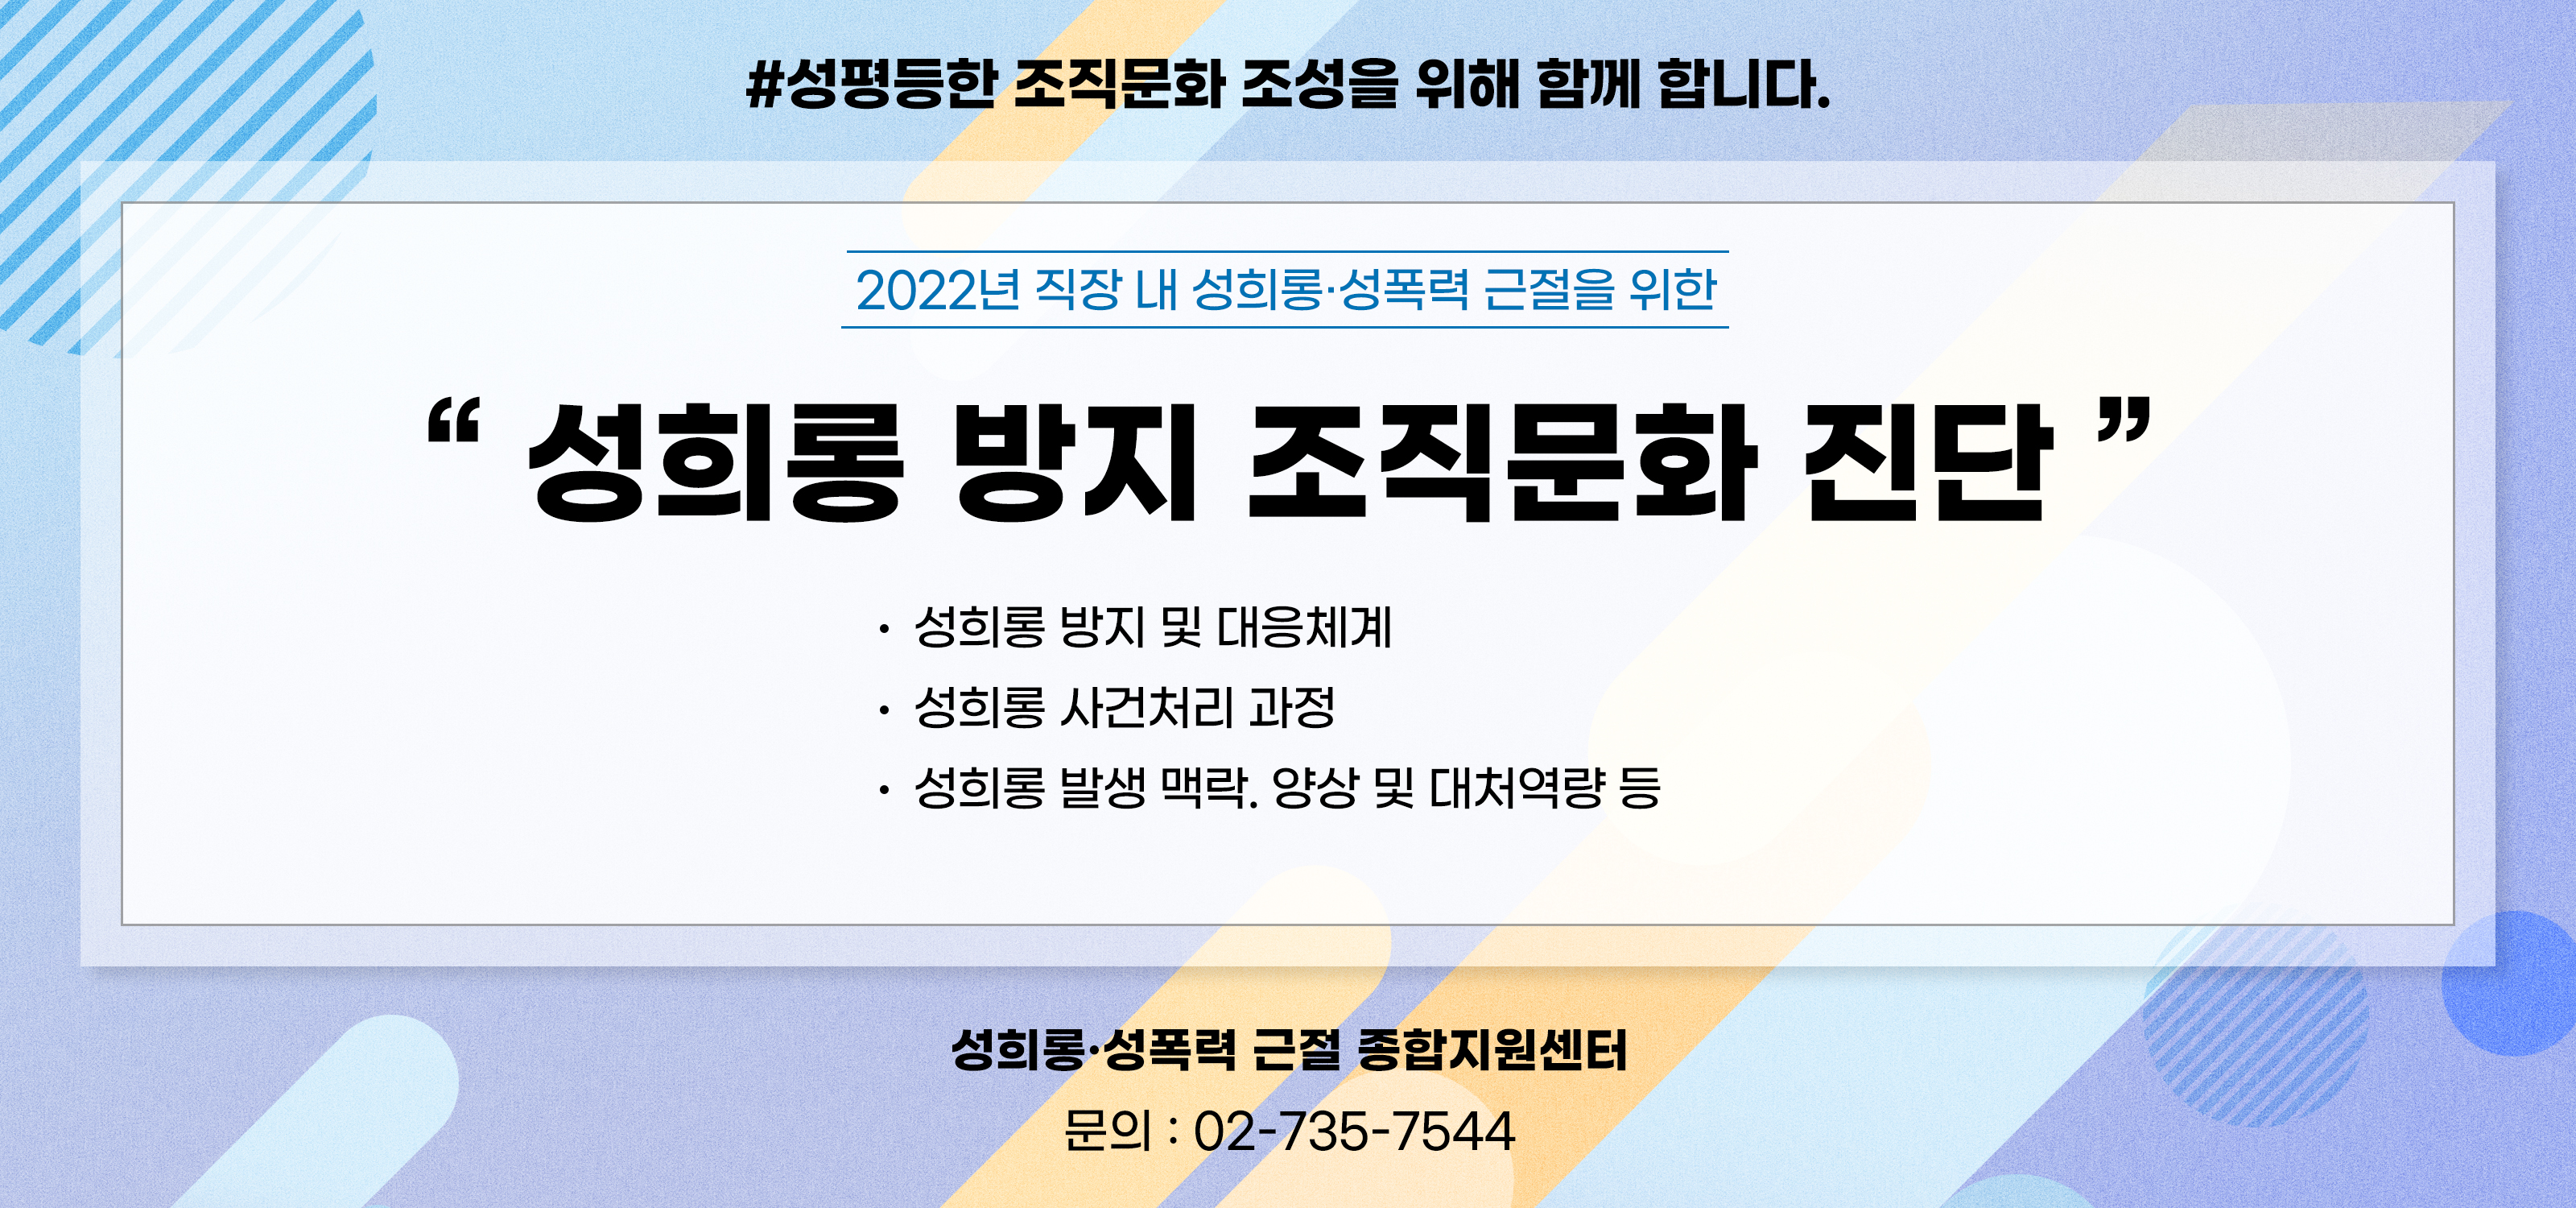 #성평등한 조직문화 조성을 위해 함께 합니다.
2022년 직장 내 성희롱·성폭력 근절을 위한
“ 성희롱 방지 조직문화 진단 ”
· 성희롱 방지 및 대응체계
· 성희롱 사건처리 과정
· 성희롱 발생 맥락. 양상 및 대처역량 등
성희롱·성폭력 근절 종합지원센터
문의 : 02-735-7544